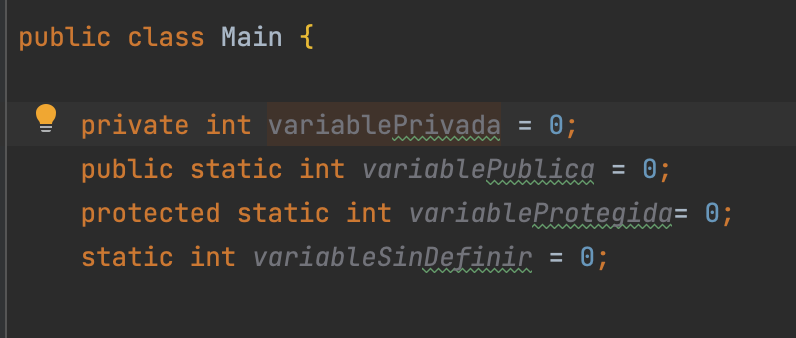 public class Main {
private int variablePrivada = 0;
public static int variablePublica = 0;
protected static int variableProtegida= 0;
static int variableSinDefinir = 0;